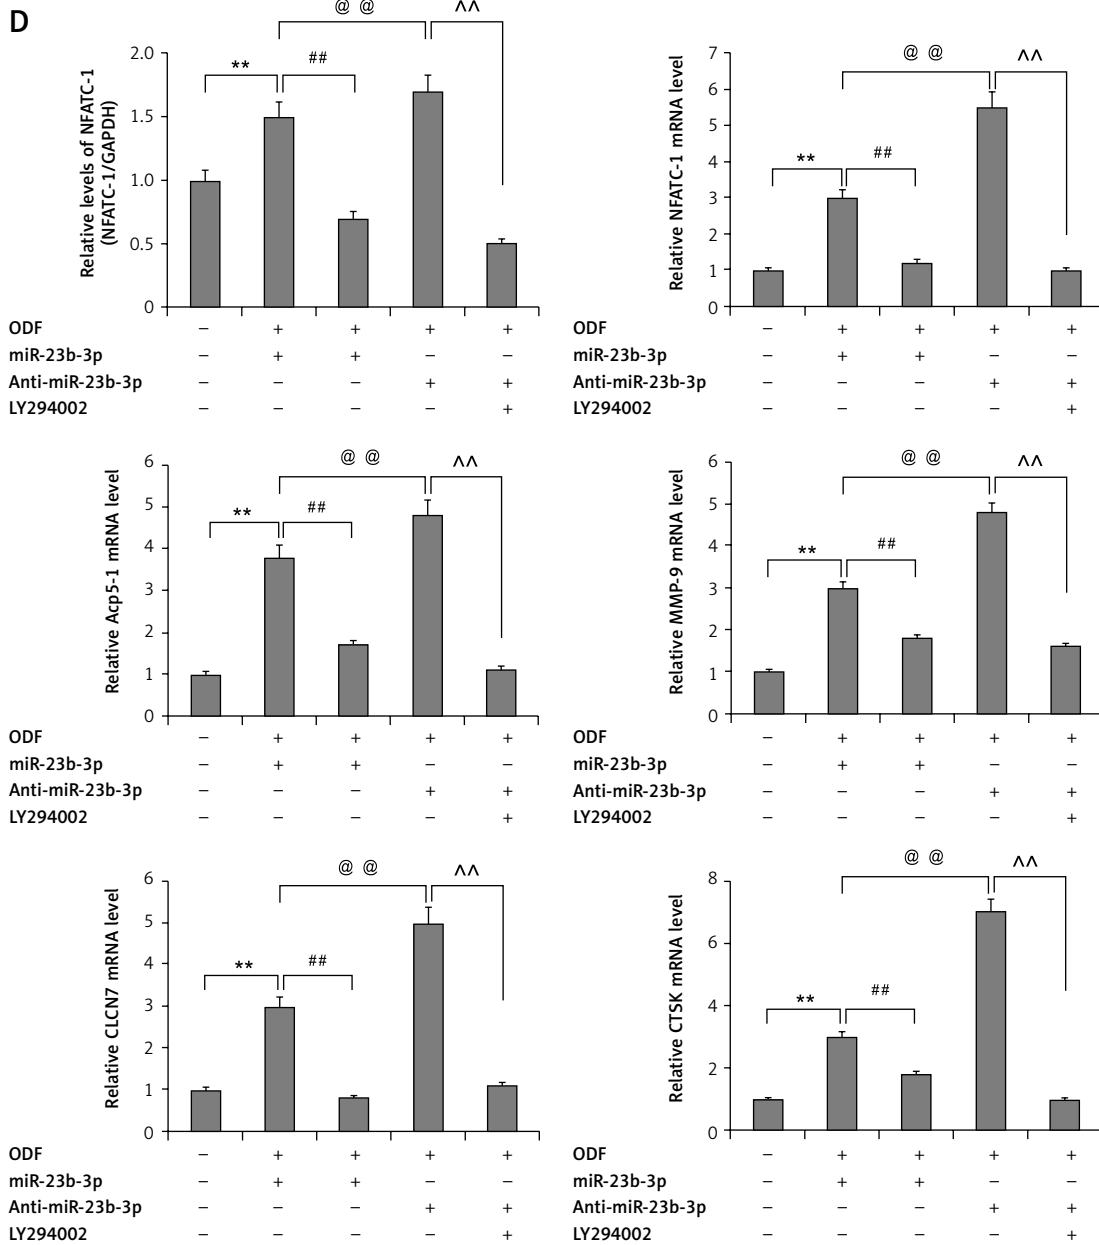 D
@ @ ^^
** ##
2.0
1.5
1.0
0.5
0
Relative levels of NFATC-1
(NFATC-1/GAPDH)
ODF – + + + +
miR-23b-3p – + + – –
Anti-miR-23b-3p – – – + +
LY294002 – – – – +
@ @ ^^
** ##
7
6
5
4
3
2
1
0
Relative NFATC-1 mRNA level
ODF – + + + +
miR-23b-3p – + + – –
Anti-miR-23b-3p – – – + +
LY294002 – – – – +
@ @ ^^
** ##
6
5
4
3
2
1
0
Relative Acp5-1 mRNA level
ODF – + + + +
miR-23b-3p – + + – –
Anti-miR-23b-3p – – – + +
LY294002 – – – – +
@ @ ^^
** ##
6
5
4
3
2
1
0
Relative MMP-9 mRNA level
ODF – + + + +
miR-23b-3p – + + – –
Anti-miR-23b-3p – – – + +
LY294002 – – – – +
@ @ ^^
** ##
6
5
4
3
2
1
0
Relative CLCN7 mRNA level
ODF – + + + +
miR-23b-3p – + + – –
Anti-miR-23b-3p – – – + +
LY294002 – – – – +
@ @ ^^
** ##
8
6
4
2
0
Relative CTSK mRNA level
ODF – + + + +
miR-23b-3p – + + – –
Anti-miR-23b-3p – – – + +
LY294002 – – – – +